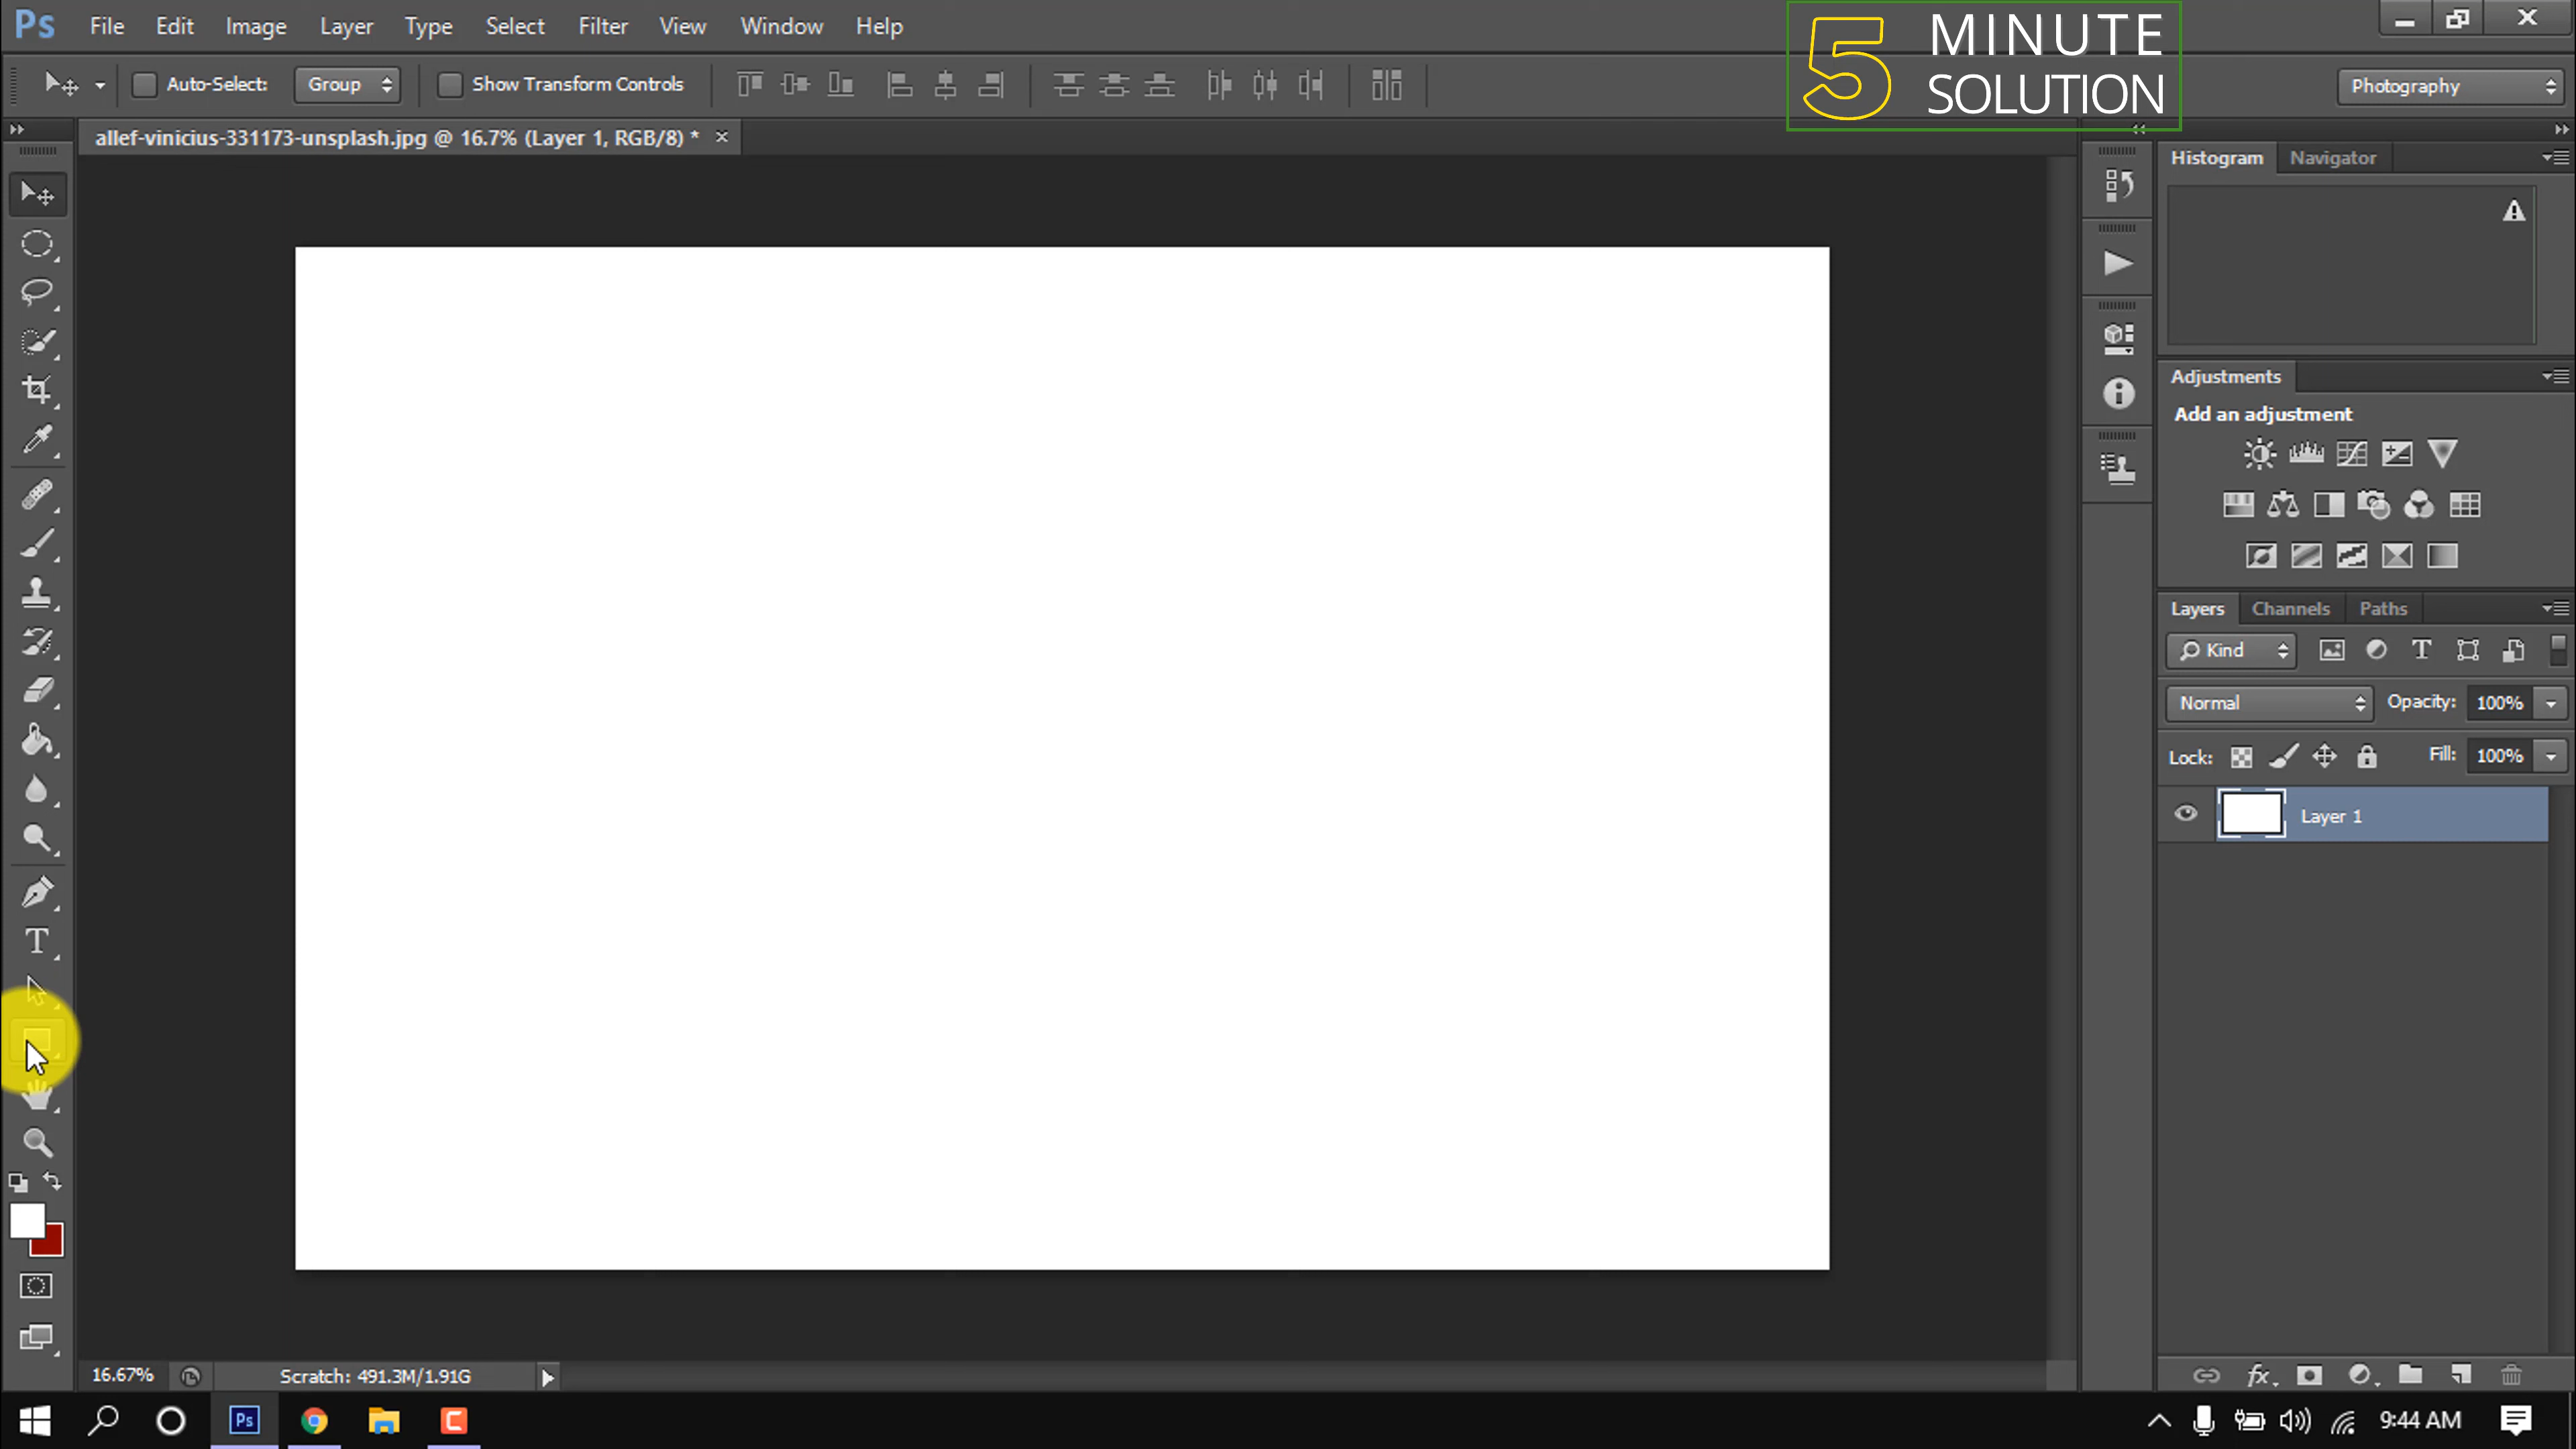 Ps File Edit Image Layer Type Select Filter View Window Help
5 MINUTE
SOLUTION
Auto-Select: Group Show Transform Controls
Photography
allef-vinicius-331173-unsplash.jpg @ 16.7% (Layer 1, RGB/8) *
Histogram Navigator
Adjustments
Add an adjustment
Layers Channels Paths
Kind
Normal Opacity: 100%
Lock: Fill: 100%
Layer 1
T
16.67% Scratch: 491.3M/1.91G
fx
Ps
C
9:44 AM